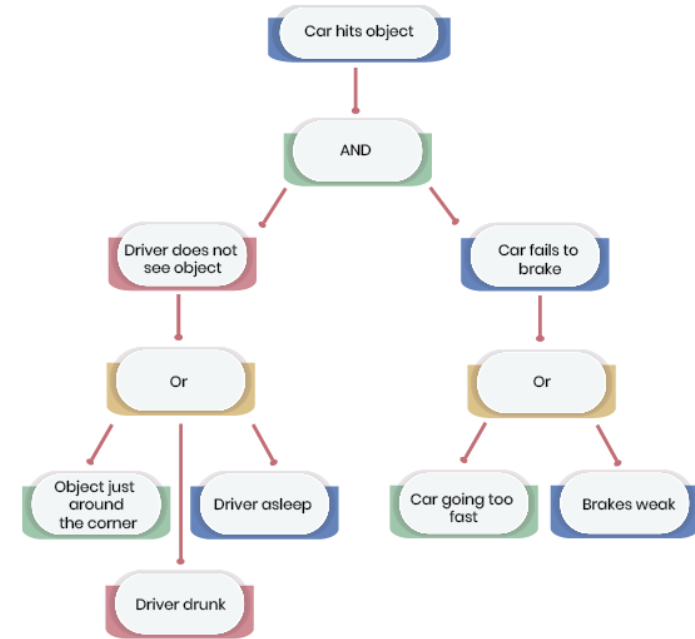 Car hits object
AND
Driver does not
see object
Car fails to
brake
Or
Or
Object just
around
the corner
Driver asleep
Car going too
fast
Brakes weak
Driver drunk